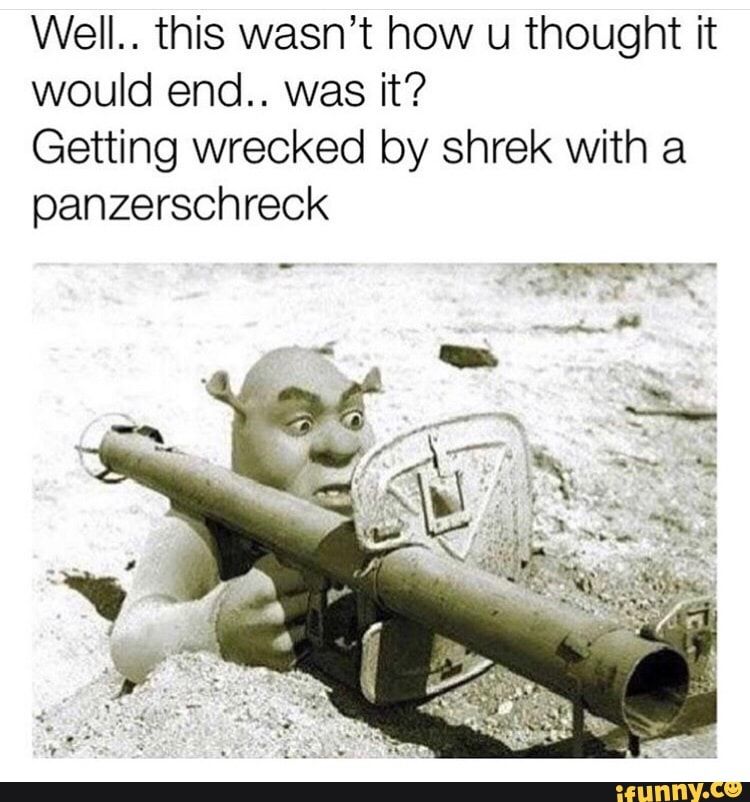 Well.. this wasn't how u thought it
would end.. was it?
Getting wrecked by shrek with a
panzerschreck
ifunny.co